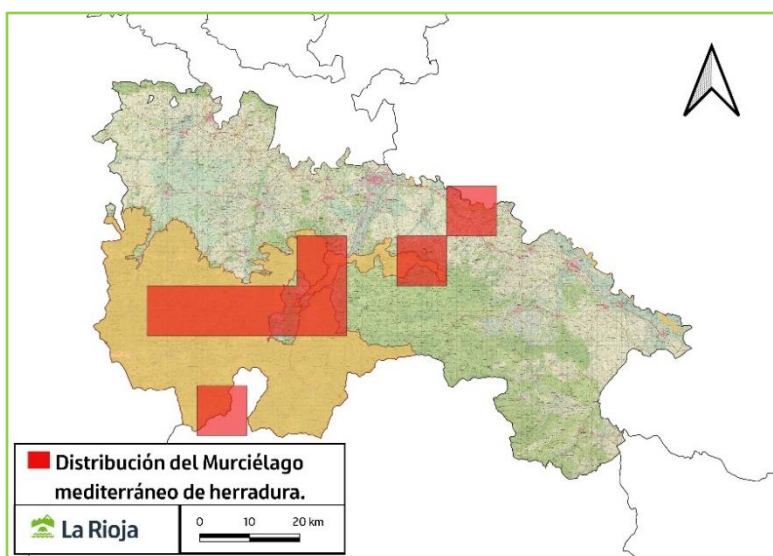 Distribución del Murciélago
mediterráneo de herradura.
La Rioja
0 10 20 km